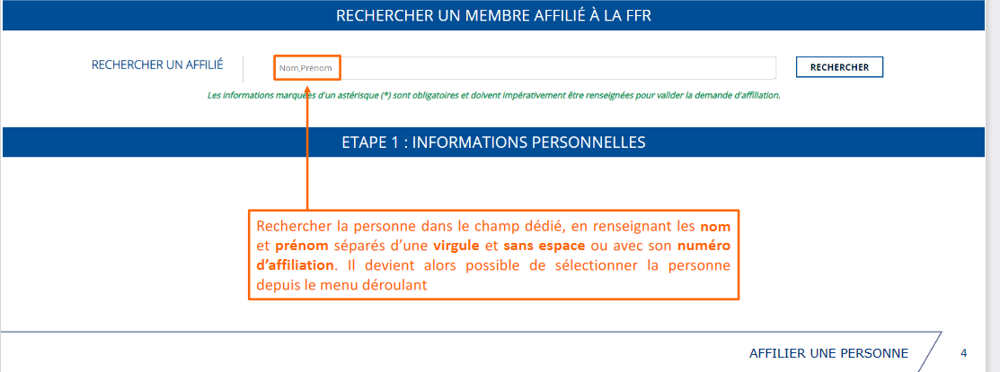 RECHERCHER UN MEMBRE AFFILIÉ À LA FFR
RECHERCHER UN AFFILIÉ
Nom,Prénom
RECHERCHER
Les informations marquées d'un astérisque (*) sont obligatoires et doivent impérativement être renseignées pour valider la demande d'affiliation.
ETAPE 1 : INFORMATIONS PERSONNELLES
Rechercher la personne dans le champ dédié, en renseignant les nom
et prénom séparés d’une virgule et sans espace ou avec son numéro
d’affiliation. Il devient alors possible de sélectionner la personne
depuis le menu déroulant
AFFILIER UNE PERSONNE
4